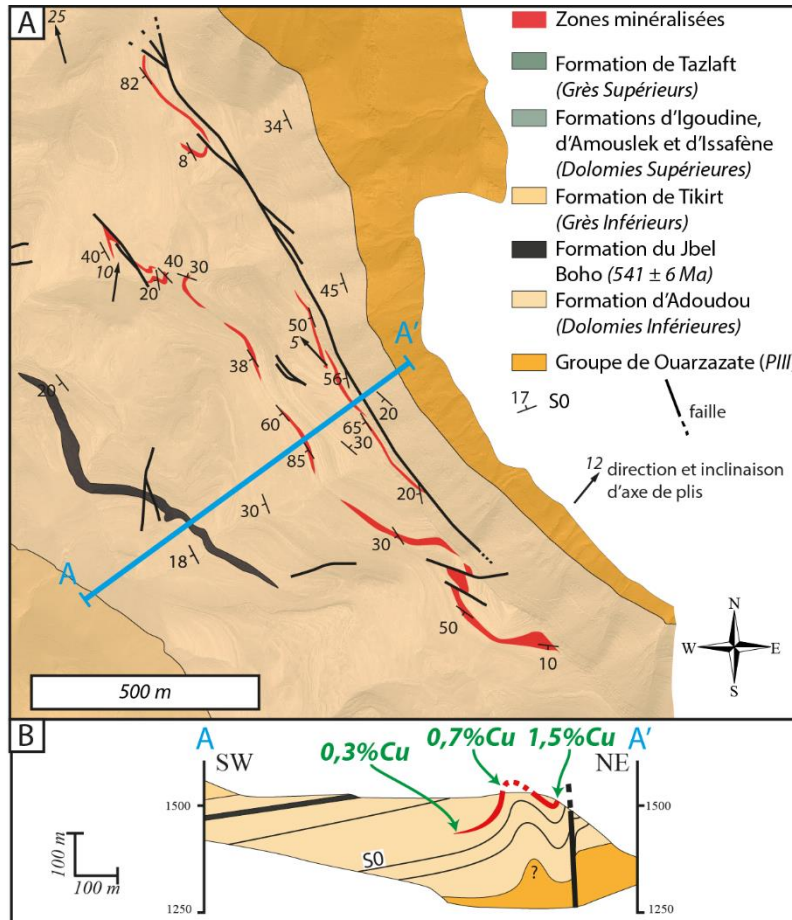 A
25
82
34
8
40
10
40
30
20
45
50
5
38
56
A'
20
20
60
65
30
85
20
30
18
30
A
50
10
500 m
Zones minéralisées
Formation de Tazlaft
(Grès Supérieurs)
Formations d'Igoudine,
d'Amouslek et d'Issafène
(Dolomies Supérieures)
Formation de Tikirt
(Grès Inférieurs)
Formation du Jbel
Boho (541 ± 6 Ma)
Formation d'Adoudou
(Dolomies Inférieures)
Groupe de Ouarzazate (PIII)
17 S0
faille
12 direction et inclinaison
d'axe de plis
N
W E
S
B
A
SW
0,3%Cu
0,7%Cu
1,5%Cu
A'
NE
1500
1500
100 m
100 m
S0
?
1250
1250